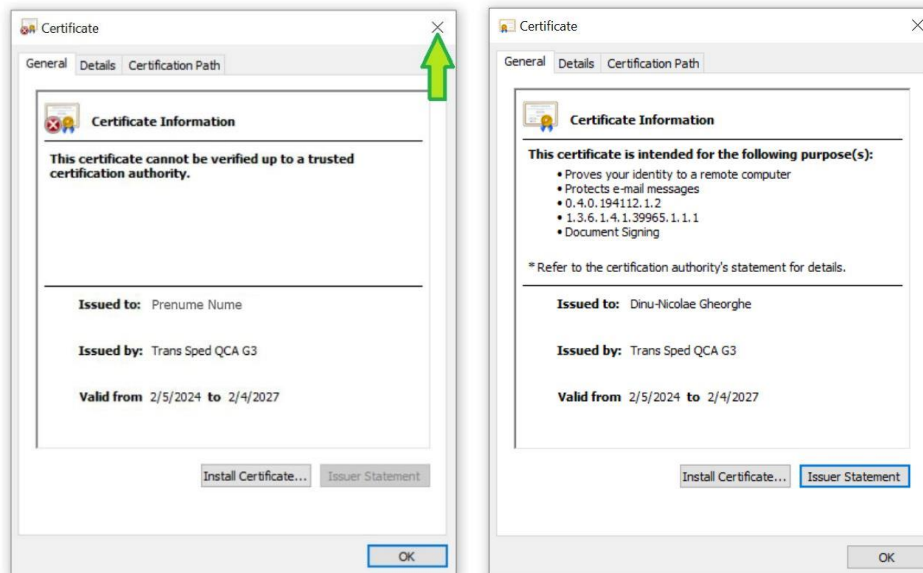 Certificate
General Details Certification Path
Certificate Information
This certificate cannot be verified up to a trusted
certification authority.
Issued to: Prenume Nume
Issued by: Trans Sped QCA G3
Valid from 2/5/2024 to 2/4/2027
Install Certificate... Issuer Statement
OK
Certificate
General Details Certification Path
Certificate Information
This certificate is intended for the following purpose(s):
• Proves your identity to a remote computer
• Protects e-mail messages
• 0.4.0.194112.1.2
• 1.3.6.1.4.1.39965.1.1.1
• Document Signing
* Refer to the certification authority's statement for details.
Issued to: Dinu-Nicolae Gheorghe
Issued by: Trans Sped QCA G3
Valid from 2/5/2024 to 2/4/2027
Install Certificate... Issuer Statement
OK